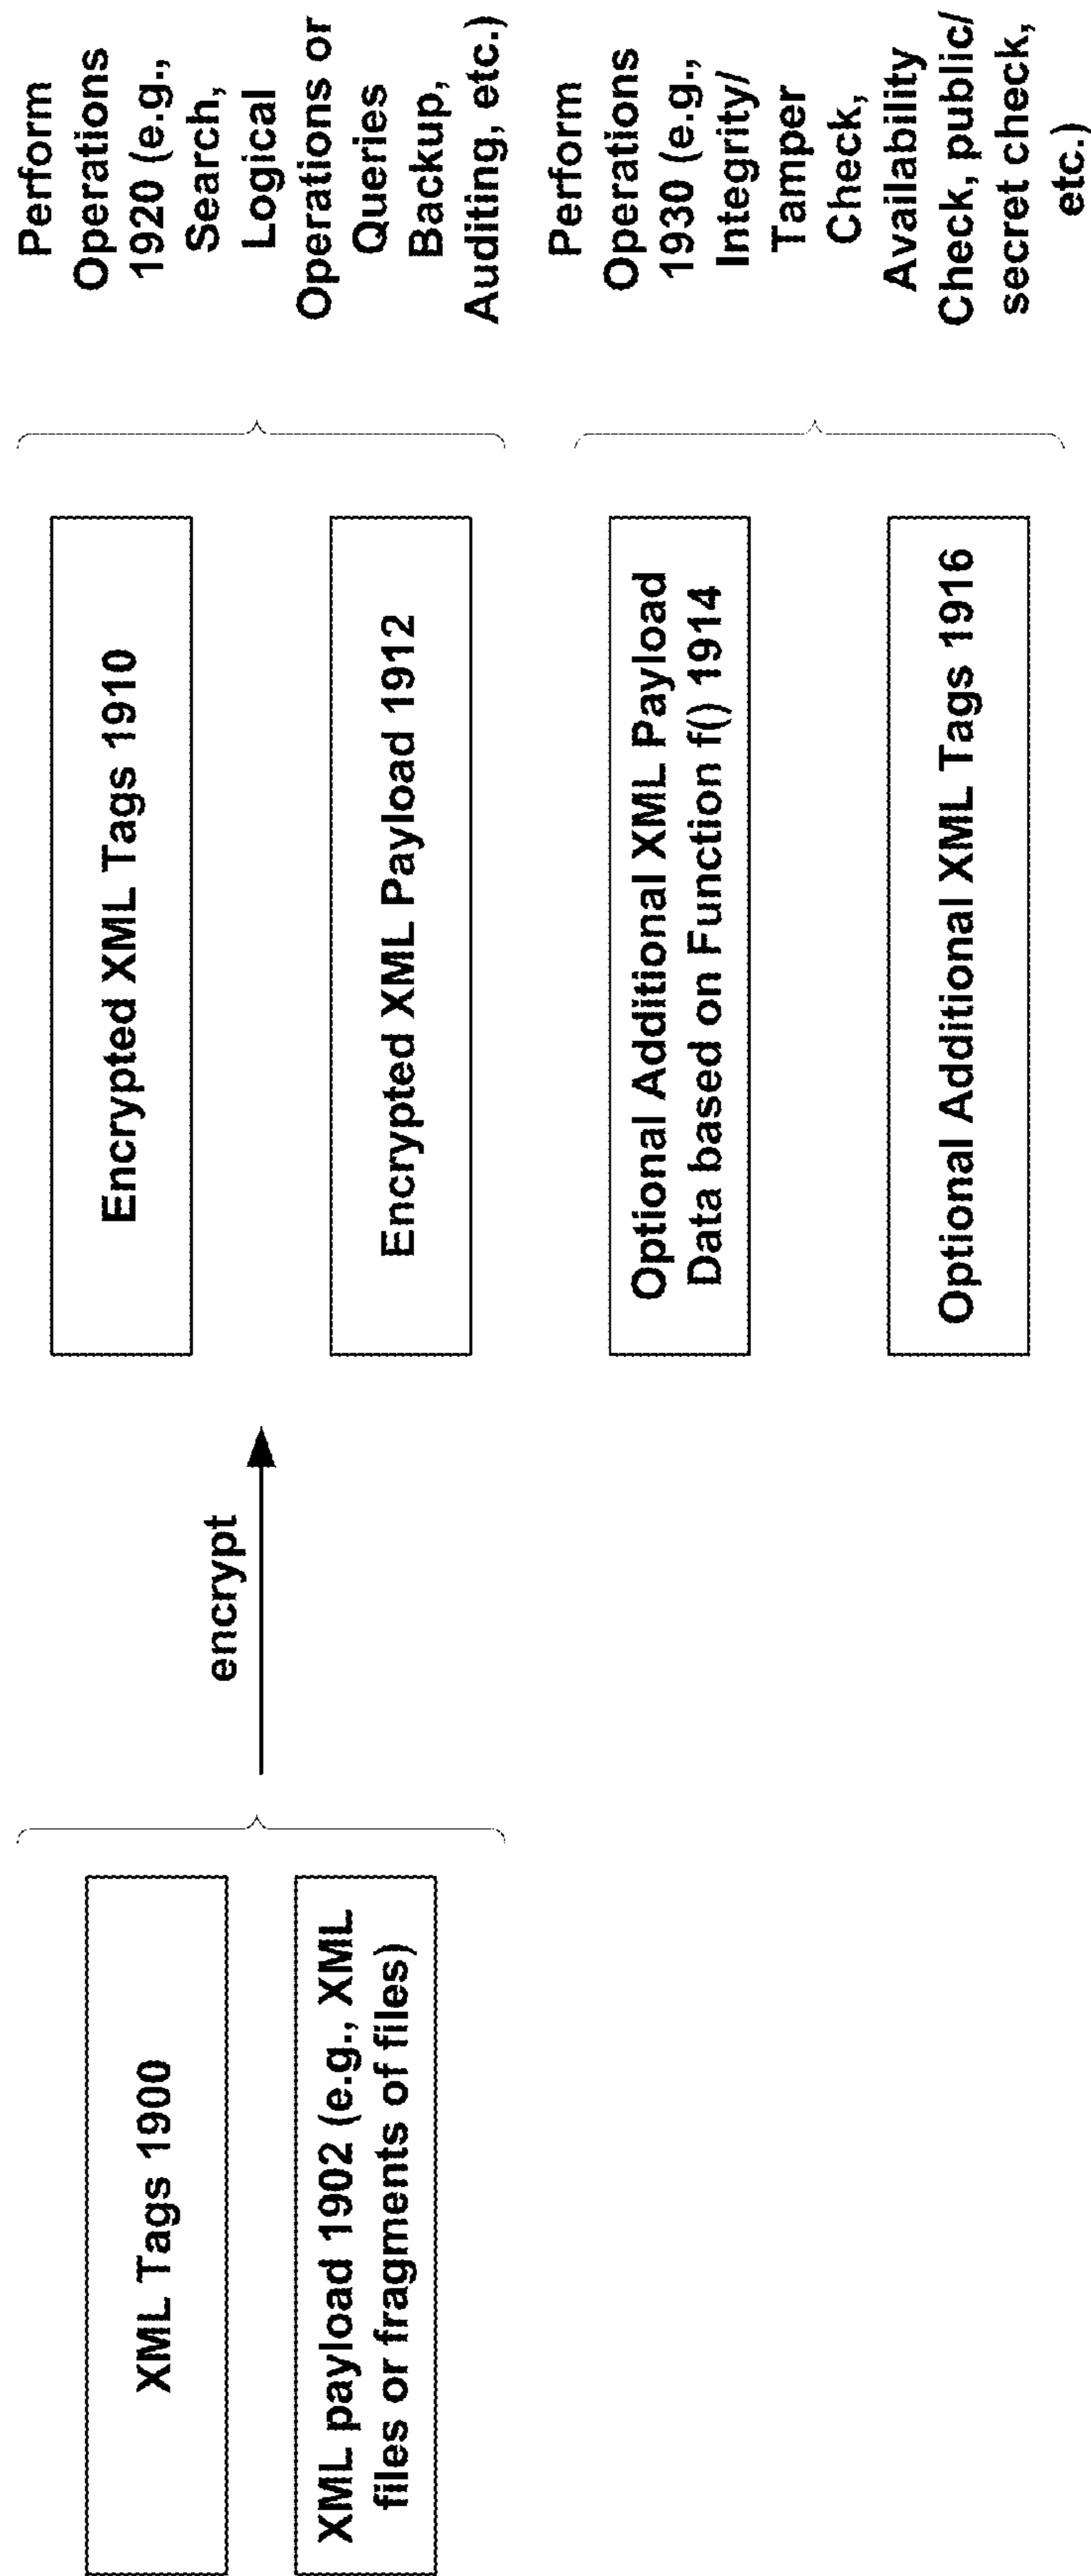 XML Tags 1900
XML payload 1902 (e.g., XML
files or fragments of files)
encrypt
Encrypted XML Tags 1910
Encrypted XML Payload 1912
Optional Additional XML Payload
Data based on Function f() 1914
Optional Additional XML Tags 1916
Perform
Operations
1920 (e.g.,
Search,
Logical
Operations or
Queries
Backup,
Auditing, etc.)
Perform
Operations
1930 (e.g.,
Integrity/
Tamper
Check,
Availability
Check, public/
secret check,
etc.)